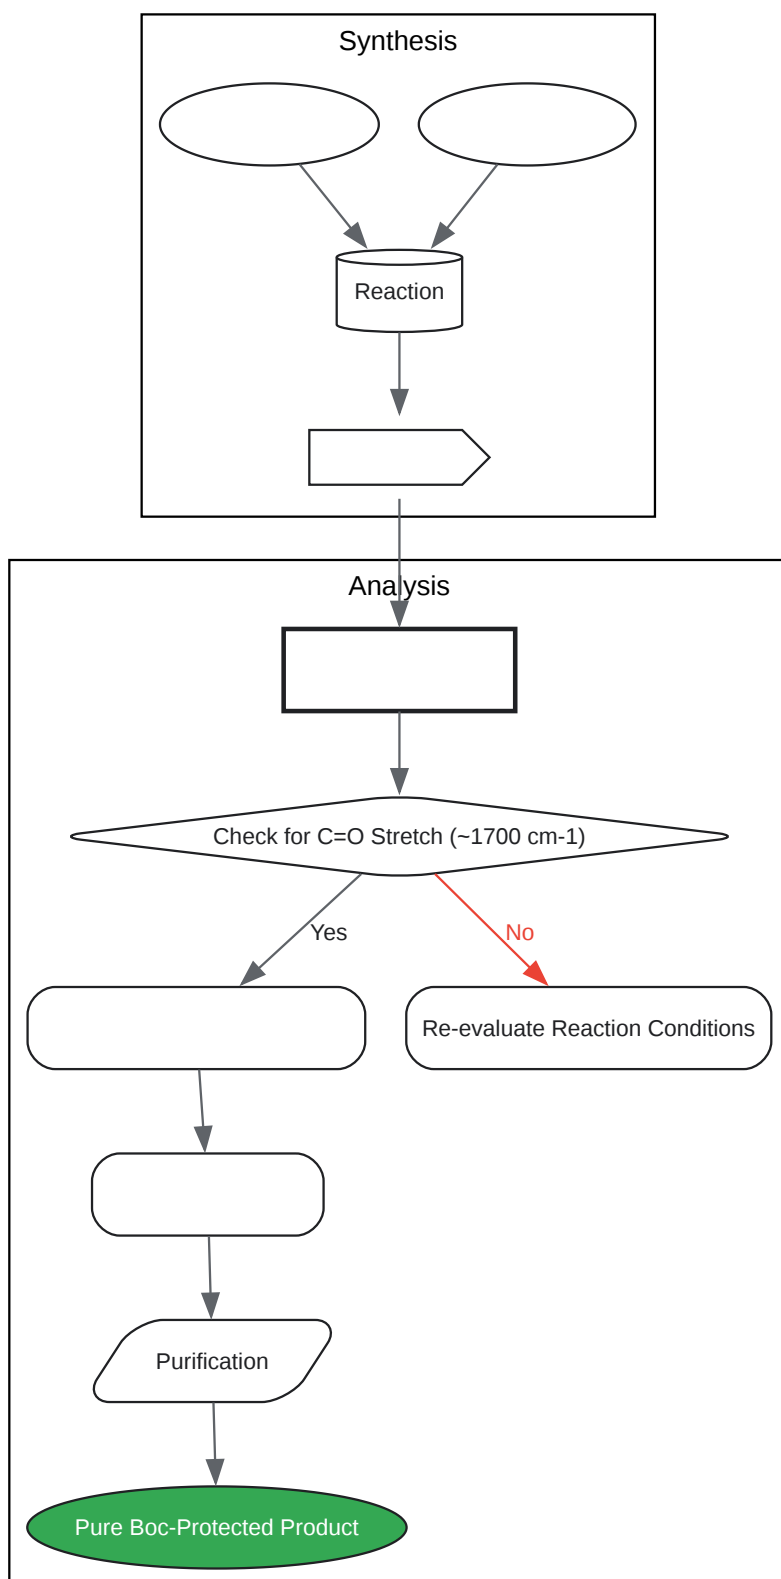 Synthesis
Reaction
Analysis
Check for C=O Stretch (~1700 cm-1)
Yes
No
Re-evaluate Reaction Conditions
Purification
Pure Boc-Protected Product